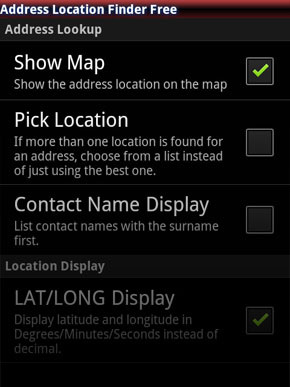 Address Location Finder Free
Address Lookup
Show Map
Show the address location on the map
Pick Location
If more than one location is found for
an address, choose from a list instead
of just using the best one.
Contact Name Display
List contact names with the surname
first.
Location Display
LAT/LONG Display
Display latitude and longitude in
Degrees/Minutes/Seconds instead of
decimal.